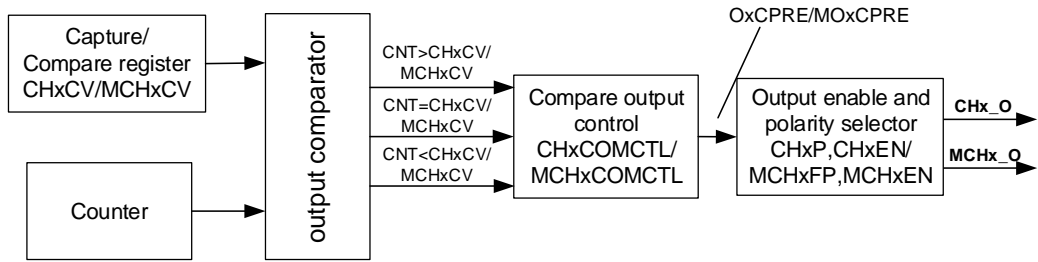 OxCPRE/MOxCPRE
Capture/
Compare register
CHxCV/MCHxCV
Counter
output comparator
CNT>CHxCV/
MCHxCV
CNT=CHxCV/
MCHxCV
CNT<CHxCV/
MCHxCV
Compare output
control
CHxCOMCTL/
MCHxCOMCTL
Output enable and
polarity selector
CHxP,CHxEN/
MCHxFP,MCHxEN
CHx_O
MCHx_O